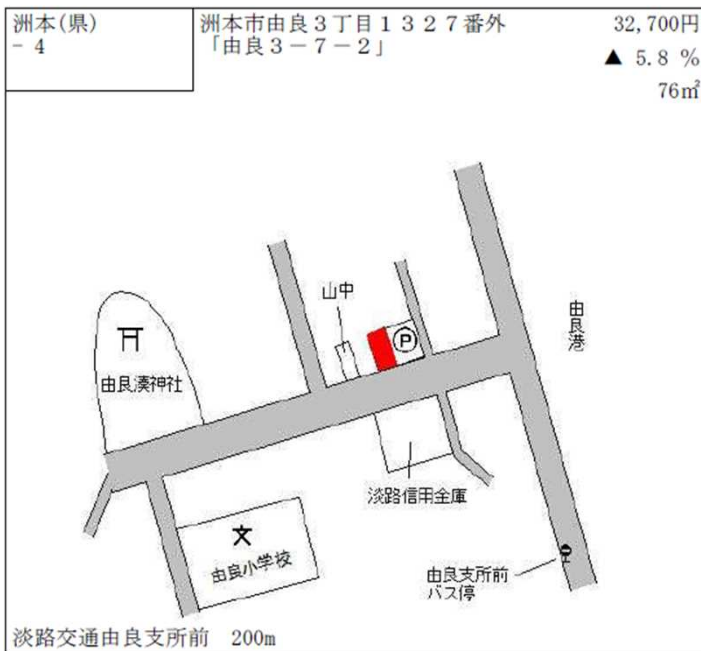 洲本(県)
- 4
洲本市由良３丁目１３２７番外
「由良３－７－２」
32,700円
▲ 5.8 %
76㎡
山中
Ⓟ
由良港
由良湊神社
淡路信用金庫
文
由良小学校
由良支所前
バス停
淡路交通由良支所前　200m